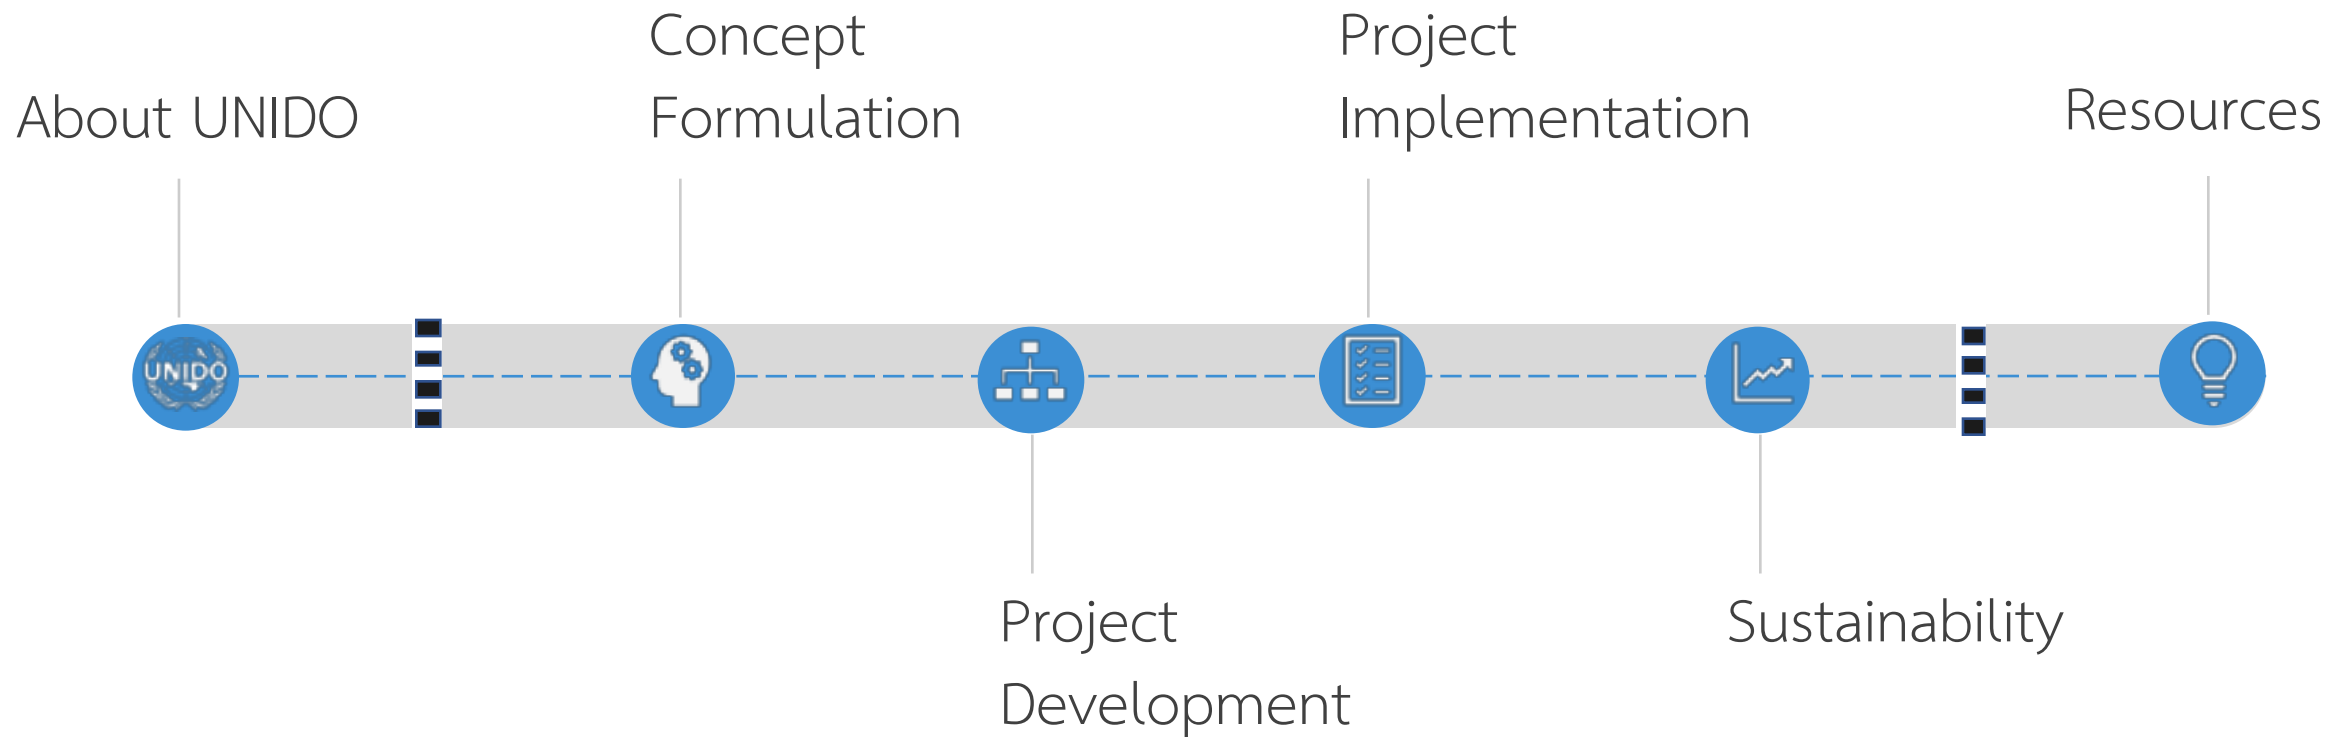 About UNIDO
Concept
Formulation
Project
Implementation
Resources
UNIDO
Project
Development
Sustainability